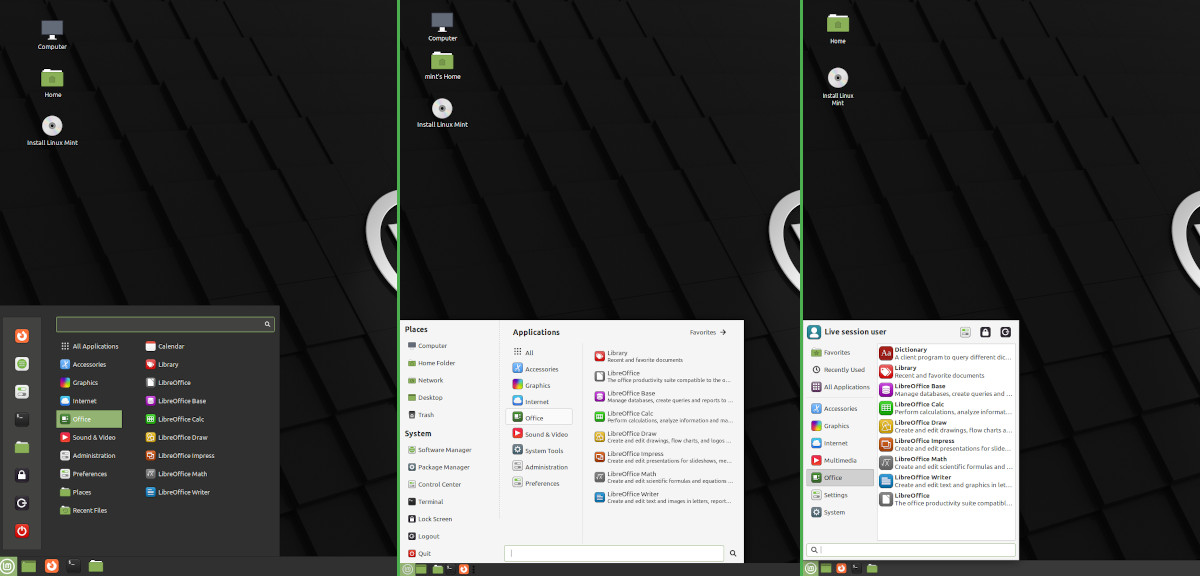 Computer
Home
Install Linux Mint
All Applications
Accessories
Graphics
Internet
Office
Sound & Video
Administration
Preferences
Places
Recent Files
Calendar
Library
LibreOffice
LibreOffice Base
LibreOffice Calc
LibreOffice Draw
LibreOffice Impress
LibreOffice Math
LibreOffice Writer
Computer
mint's Home
Install Linux Mint
Places
Computer
Home Folder
Network
Desktop
Trash
System
Software Manager
Package Manager
Control Center
Terminal
Lock Screen
Logout
Quit
Applications
Favorites
All
Accessories
Graphics
Internet
Office
Sound & Video
System Tools
Administration
Preferences
Library
Recent and favorite documents
LibreOffice
The office productivity suite compatible to the o...
LibreOffice Base
Manage databases, create queries and reports to ...
LibreOffice Calc
Perform calculations, analyze information and ma...
LibreOffice Draw
Create and edit drawings, flow charts, and logos ...
LibreOffice Impress
Create and edit presentations for slideshows, me...
LibreOffice Math
Create and edit scientific formulas and equations ...
LibreOffice Writer
Create and edit text and images in letters, report...
Home
Install Linux
Mint
Live session user
Favorites
Recently Used
All Applications
Accessories
Graphics
Internet
Multimedia
Office
Settings
System
Aa
Dictionary
A client program to query different dic...
Library
Recent and favorite documents
LibreOffice Base
Manage databases, create queries and ...
LibreOffice Calc
Perform calculations, analyze informat...
LibreOffice Draw
Create and edit drawings, flow charts a...
LibreOffice Impress
Create and edit presentations for slide...
LibreOffice Math
Create and edit scientific formulas and ...
LibreOffice Writer
Create and edit text and graphics in let...
LibreOffice
The office productivity suite compatibl...